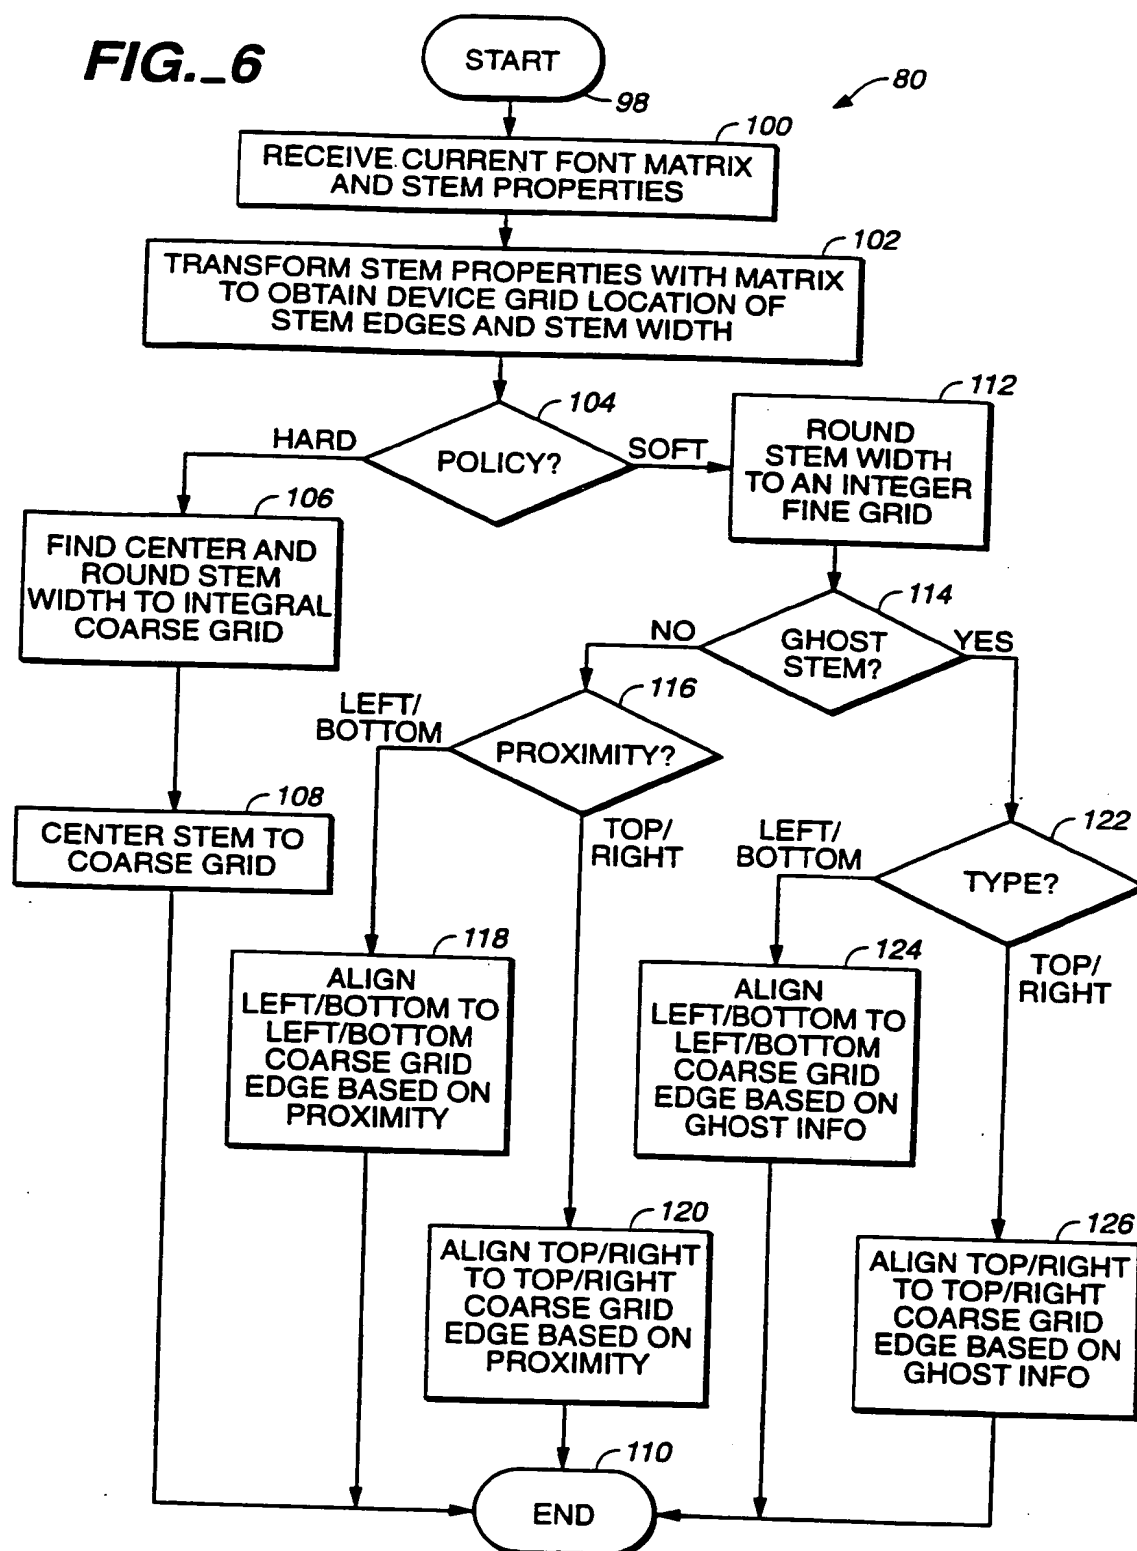 FIG._6
START
98
80
100
RECEIVE CURRENT FONT MATRIX
AND STEM PROPERTIES
102
TRANSFORM STEM PROPERTIES WITH MATRIX
TO OBTAIN DEVICE GRID LOCATION OF
STEM EDGES AND STEM WIDTH
104
POLICY?
HARD
SOFT
112
ROUND
STEM WIDTH
TO AN INTEGER
FINE GRID
106
FIND CENTER AND
ROUND STEM
WIDTH TO INTEGRAL
COARSE GRID
114
GHOST
STEM?
NO
YES
116
PROXIMITY?
LEFT/
BOTTOM
TOP/
RIGHT
108
CENTER STEM TO
COARSE GRID
122
TYPE?
LEFT/
BOTTOM
TOP/
RIGHT
118
ALIGN
LEFT/BOTTOM TO
LEFT/BOTTOM
COARSE GRID
EDGE BASED ON
PROXIMITY
124
ALIGN
LEFT/BOTTOM TO
LEFT/BOTTOM
COARSE GRID
EDGE BASED ON
GHOST INFO
120
ALIGN TOP/RIGHT
TO TOP/RIGHT
COARSE GRID
EDGE BASED ON
PROXIMITY
126
ALIGN TOP/RIGHT
TO TOP/RIGHT
COARSE GRID
EDGE BASED ON
GHOST INFO
110
END